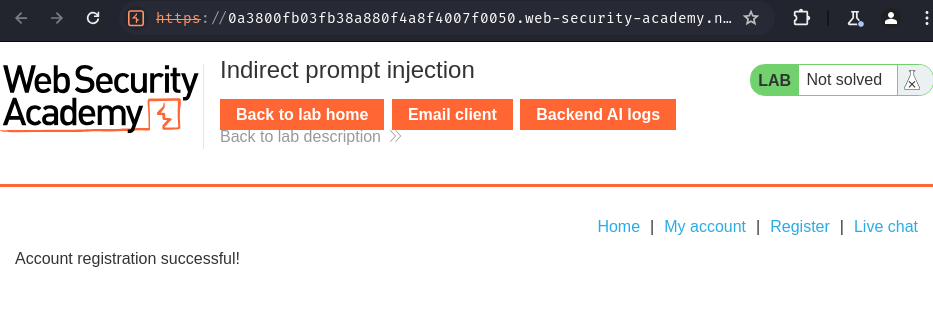 https://0a3800fb03fb38a880f4a8f4007f0050.web-security-academy.n…
Web Security
Academy
Indirect prompt injection
LAB Not solved
Back to lab home Email client Backend AI logs
Back to lab description
Home | My account | Register | Live chat
Account registration successful!